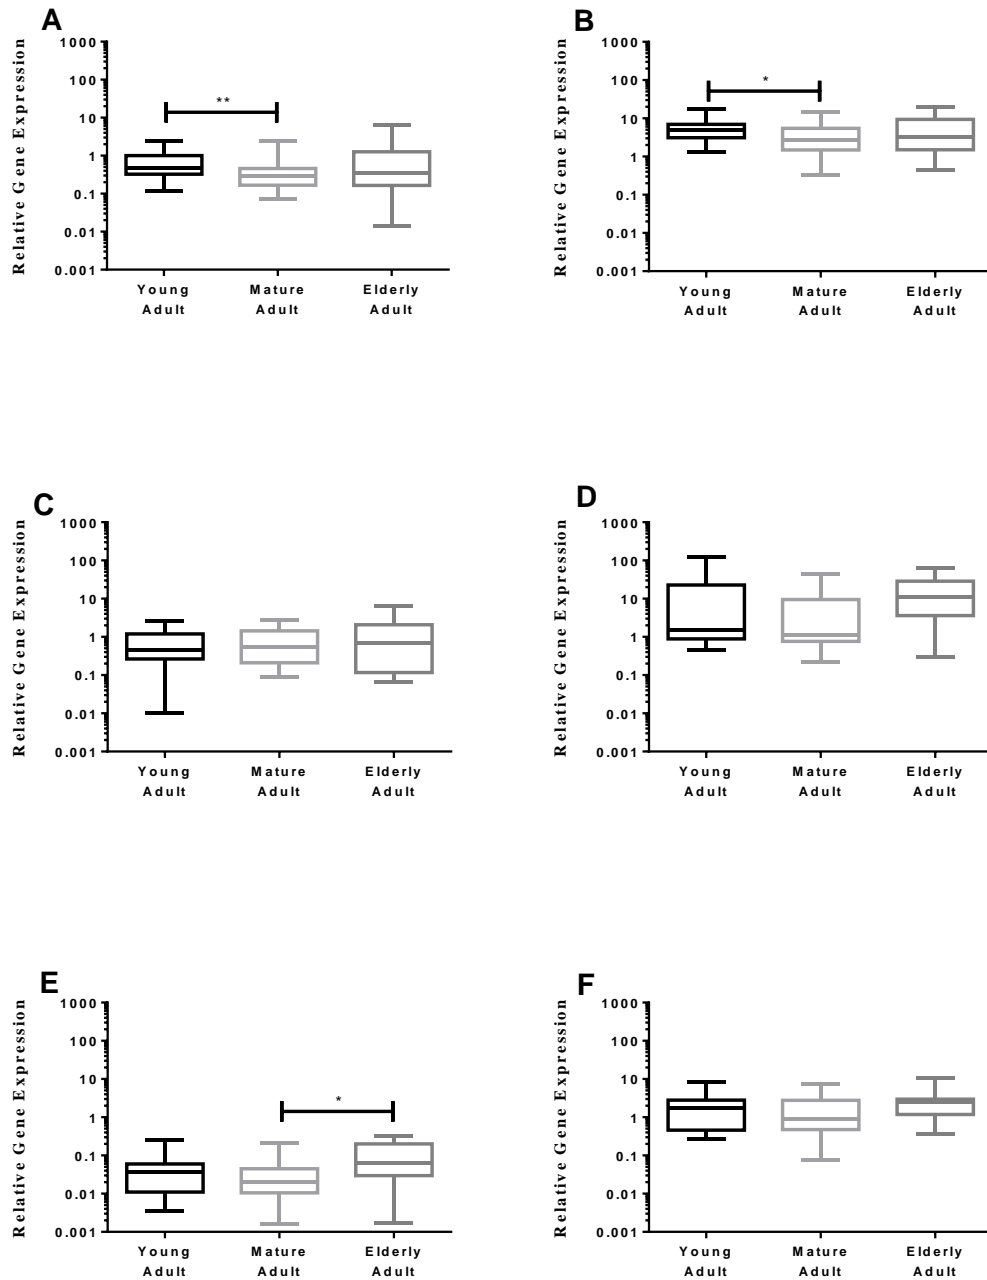 A
Relative Gene Expression
1000
100
10
1
0.1
0.01
0.001
**
Young Adult
Mature Adult
Elderly Adult
B
Relative Gene Expression
1000
100
10
1
0.1
0.01
0.001
*
Young Adult
Mature Adult
Elderly Adult
C
Relative Gene Expression
1000
100
10
1
0.1
0.01
0.001
Young Adult
Mature Adult
Elderly Adult
D
Relative Gene Expression
1000
100
10
1
0.1
0.01
0.001
Young Adult
Mature Adult
Elderly Adult
E
Relative Gene Expression
1000
100
10
1
0.1
0.01
0.001
*
Young Adult
Mature Adult
Elderly Adult
F
Relative Gene Expression
1000
100
10
1
0.1
0.01
0.001
Young Adult
Mature Adult
Elderly Adult